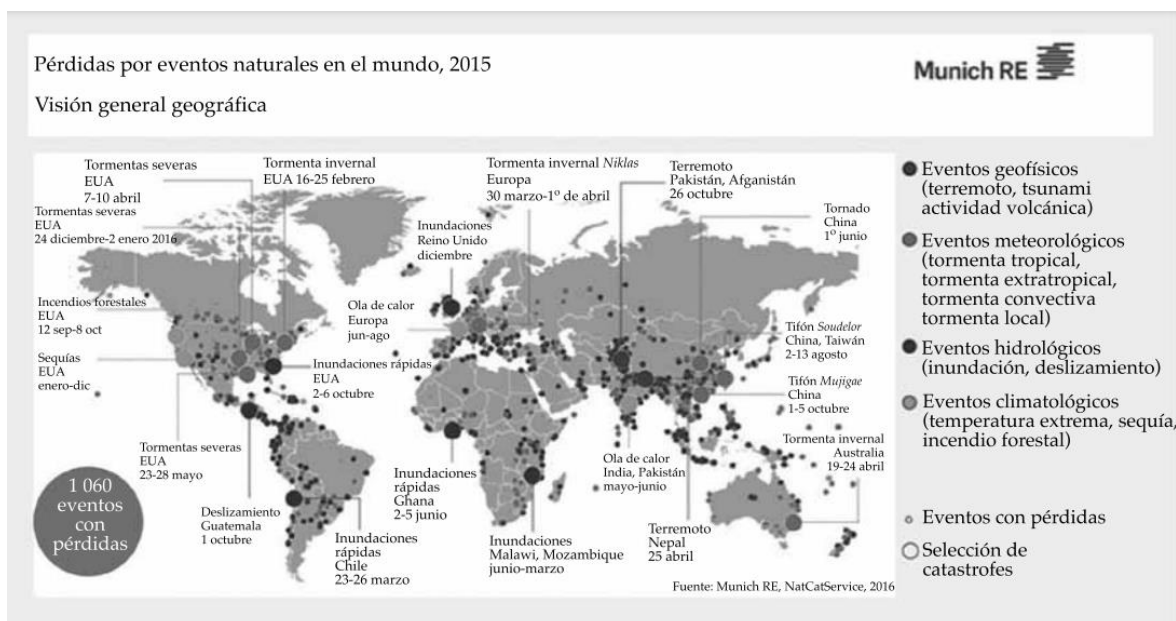 Pérdidas por eventos naturales en el mundo, 2015
Visión general geográfica
Munich RE
Tormentas severas
EUA
7-10 abril
Tormenta invernal
EUA 16-25 febrero
Tormenta invernal Niklas
Europa
30 marzo-1º de abril
Terremoto
Pakistán, Afganistán
26 octubre
Tornado
China
1º junio
Tormentas severas
EUA
24 diciembre-2 enero 2016
Inundaciones
Reino Unido
diciembre
Incendios forestales
EUA
12 sep-8 oct
Ola de calor
Europa
jun-ago
Tifón Soudelor
China, Taiwán
2-13 agosto
Sequías
EUA
enero-dic
Inundaciones rápidas
EUA
2-6 octubre
Tifón Mujigae
China
1-5 octubre
Tormentas severas
EUA
23-28 mayo
Tormenta invernal
Australia
19-24 abril
Ola de calor
India, Pakistán
mayo-junio
Inundaciones
rápidas
Ghana
2-5 junio
1 060
eventos
con
pérdidas
Deslizamiento
Guatemala
1 octubre
Inundaciones
rápidas
Chile
23-26 marzo
Inundaciones
Malawi, Mozambique
junio-marzo
Terremoto
Nepal
25 abril
Fuente: Munich RE, NatCatService, 2016
Eventos geofísicos
(terremoto, tsunami
actividad volcánica)
Eventos meteorológicos
(tormenta tropical,
tormenta extratropical,
tormenta convectiva
tormenta local)
Eventos hidrológicos
(inundación, deslizamiento)
Eventos climatológicos
(temperatura extrema, sequía,
incendio forestal)
Eventos con pérdidas
Selección de
catastrofes